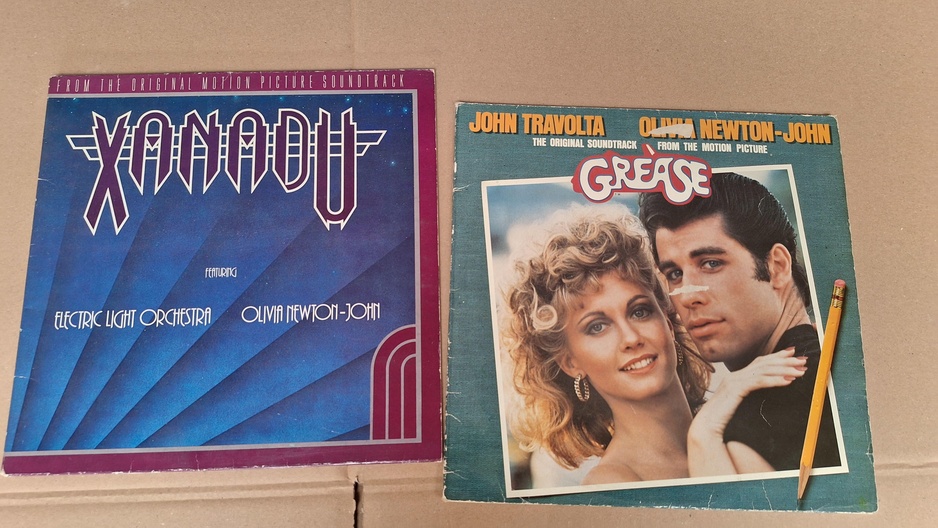 FROM THE ORIGINAL MOTION PICTURE SOUNDTRACK
XANADU
FEATURING
ELECTRIC LIGHT ORCHESTRA OLIVIA NEWTON-JOHN
JOHN TRAVOLTA OLIVIA NEWTON-JOHN
THE ORIGINAL SOUNDTRACK FROM THE MOTION PICTURE
GREASE